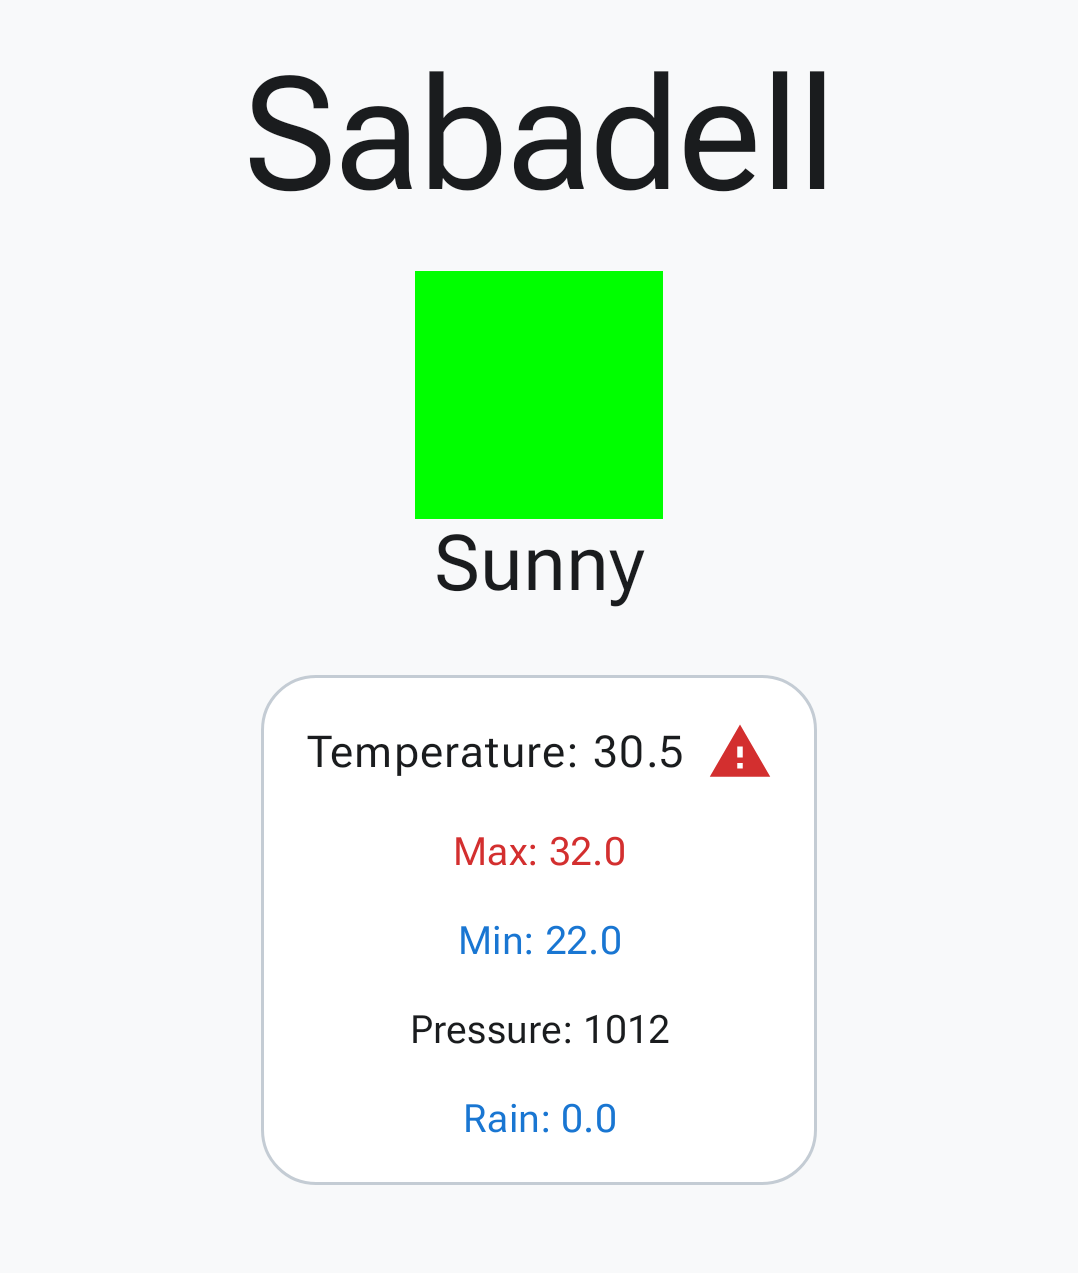 Sabadell
Sunny
Temperature: 30.5
Max: 32.0
Min: 22.0
Pressure: 1012
Rain: 0.0